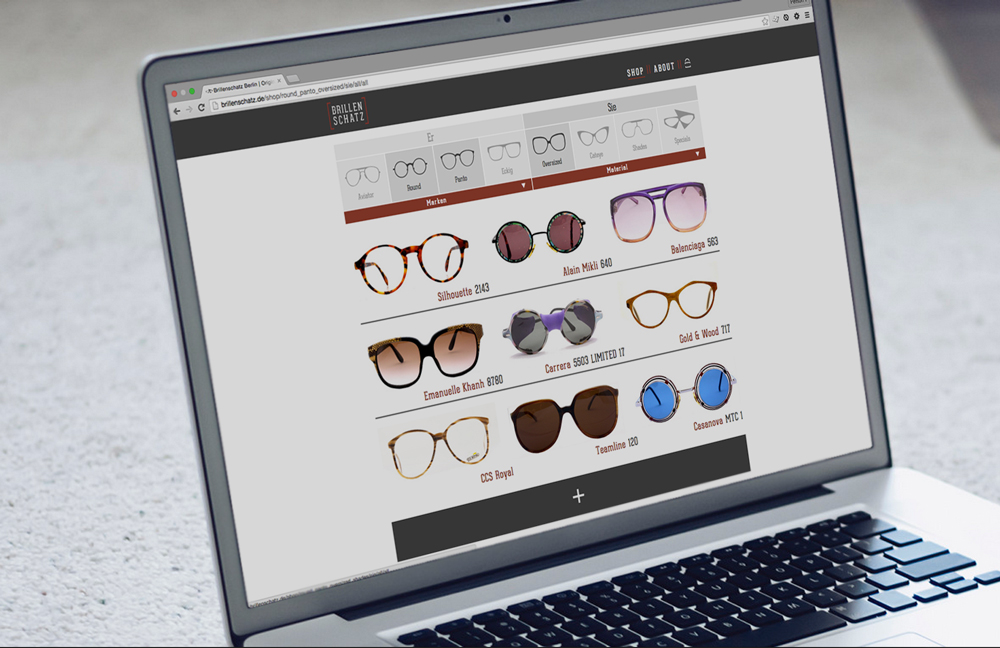 Brillenschatz Berlin | Orig
brillenschatz.de/shop/round_panto_oversized/sie/all/all
BRILLEN
SCHATZ
SHOP // ABOUT //
Er
Sie
Aviator
Round
Panto
Eckig
Oversized
Cateye
Shades
Specials
Marken ▼
Material ▼
Silhouette 2143
Alain Mikli 640
Balenciaga 563
Emanuelle Khanh 8780
Carrera 5503 LIMITED 17
Gold & Wood 717
CCS Royal
Teamline 120
Casanova MTC 1
+